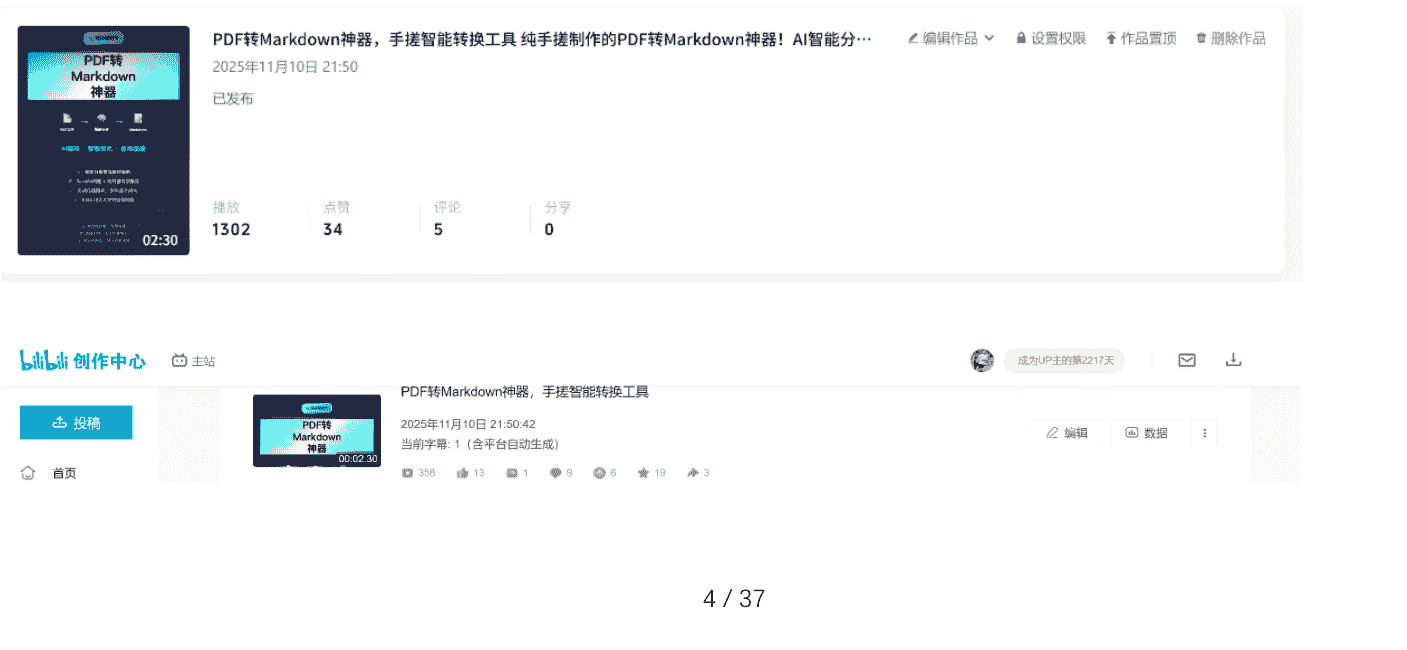 PDF转Markdown神器，手搓智能转换工具 纯手搓制作的PDF转Markdown神器！AI智能分…
编辑作品
设置权限
作品置顶
删除作品
2025年11月10日 21:50
已发布
PDF转
Markdown
神器
02:30
播放
点赞
评论
分享
1302
34
5
0
bilibili 创作中心
主站
成为UP主的第2217天
投稿
首页
PDF转
Markdown
神器
00:02:30
PDF转Markdown神器，手搓智能转换工具
2025年11月10日 21:50:42
当前字幕: 1（含平台自动生成）
358
13
1
9
6
19
3
编辑
数据
4 / 37